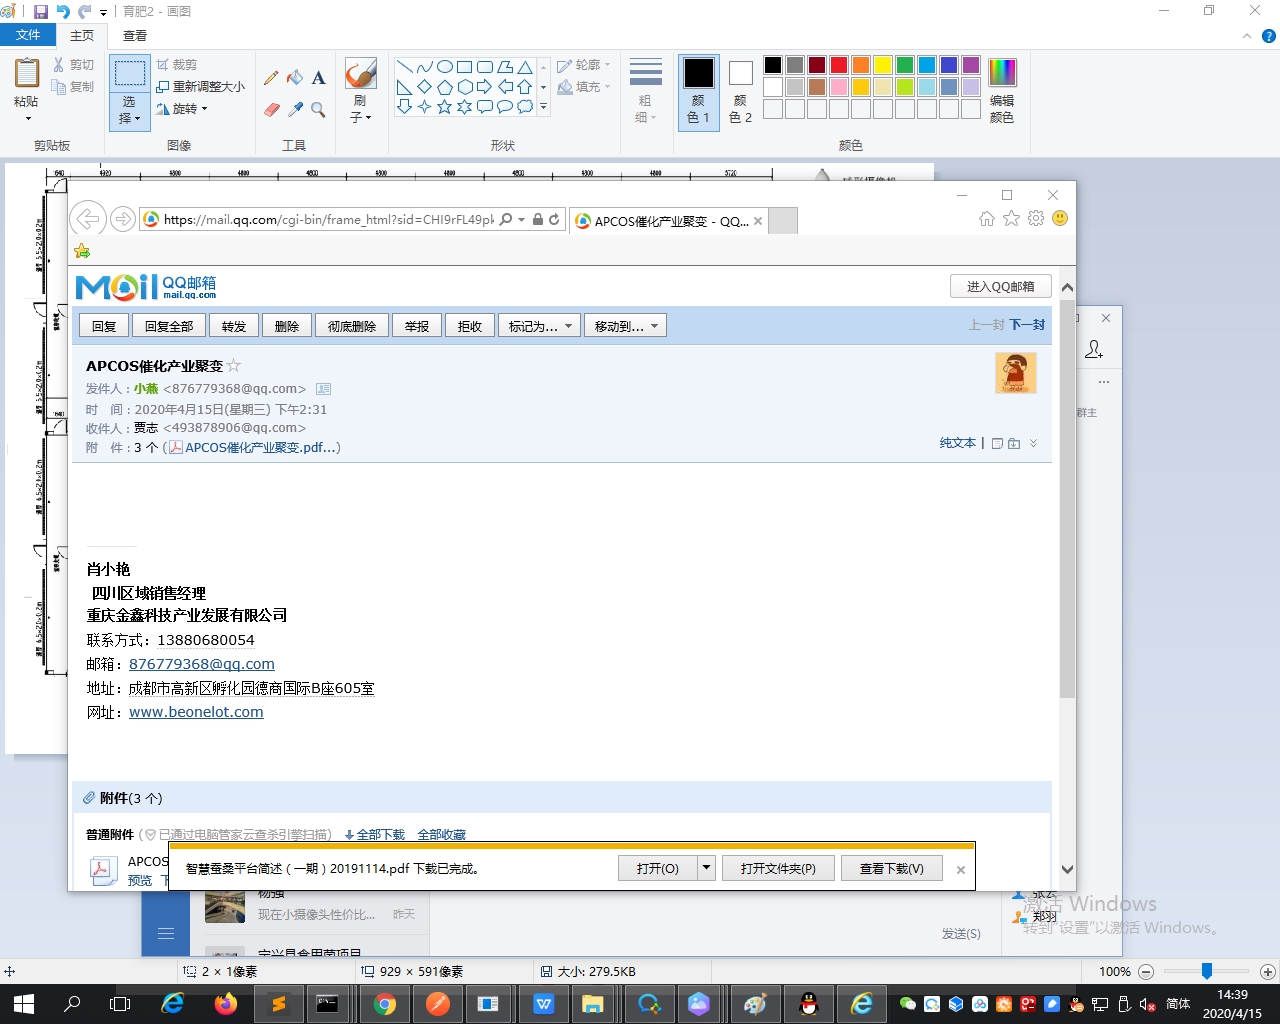 育肥2 - 画图
文件
主页
查看
粘贴
剪切
复制
选择
裁剪
重新调整大小
旋转
A
刷子
轮廓
填充
粗细
颜色 1
颜色 2
编辑颜色
剪贴板
图像
工具
形状
颜色
https://mail.qq.com/cgi-bin/frame_html?sid=CHI9rFL49pl
APCOS催化产业聚变 - QQ...
Mail QQ邮箱
mail.qq.com
进入QQ邮箱
回复
回复全部
转发
删除
彻底删除
举报
拒收
标记为...
移动到...
上一封 下一封
APCOS催化产业聚变
发件人：小燕 <876779368@qq.com>
时 间：2020年4月15日(星期三) 下午2:31
收件人：贾志 <493878906@qq.com>
附 件：3 个 (APCOS催化产业聚变.pdf...)
纯文本 |
群主
肖小艳
四川区域销售经理
重庆金鑫科技产业发展有限公司
联系方式：13880680054
邮箱：876779368@qq.com
地址：成都市高新区孵化园德商国际B座605室
网址：www.beonelot.com
附件(3 个)
普通附件 (已通过电脑管家云查杀引擎扫描) 全部下载 全部收藏
APCOS
预览
智慧蚕桑平台简述（一期）20191114.pdf 下载已完成。
打开(O)
打开文件夹(P)
查看下载(V)
杨强
现在小摄像头性价比... 昨天
张云
郑羽
发送(S)
激活 Windows
转到"设置"以激活 Windows。
2 × 1像素
929 × 591像素
大小: 279.5KB
100%
简体
14:39
2020/4/15